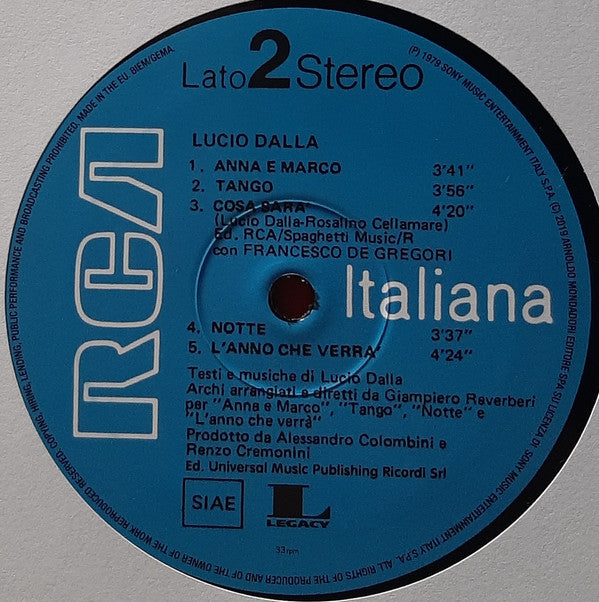 Lato 2 Stereo
LUCIO DALLA
1. ANNA E MARCO 3'41"
2. TANGO 3'56"
3. COSA SARA' 4'20"
(Lucio Dalla-Rosalino Cellamare)
Ed. RCA/Spaghetti Music/R
con FRANCESCO DE GREGORI
RCA
Italiana
4. NOTTE 3'37"
5. L'ANNO CHE VERRA' 4'24"
Testi e musiche di Lucio Dalla
Archi arrangiati e diretti da Giampiero Reverberi
per "Anna e Marco", "Tango", "Notte" e
"L'anno che verrà"
Prodotto da Alessandro Colombini e
Renzo Cremonini
Ed. Universal Music Publishing Ricordi Srl
SIAE
L
LEGACY
33rpm
(P) 1979 SONY MUSIC ENTERTAINMENT ITALY S.P.A. (C) 2019 ARNOLDO MONDADORI EDITORE SPA SU LICENZA DI SONY MUSIC ENTERTAINMENT ITALY S.P.A. ALL RIGHTS OF THE PRODUCER AND OF THE OWNER OF THE WORK REPRODUCED RESERVED. COPYING, HIRING, LENDING, PUBLIC PERFORMANCE AND BROADCASTING PROHIBITED. MADE IN THE EU. BIEM/GEMA.